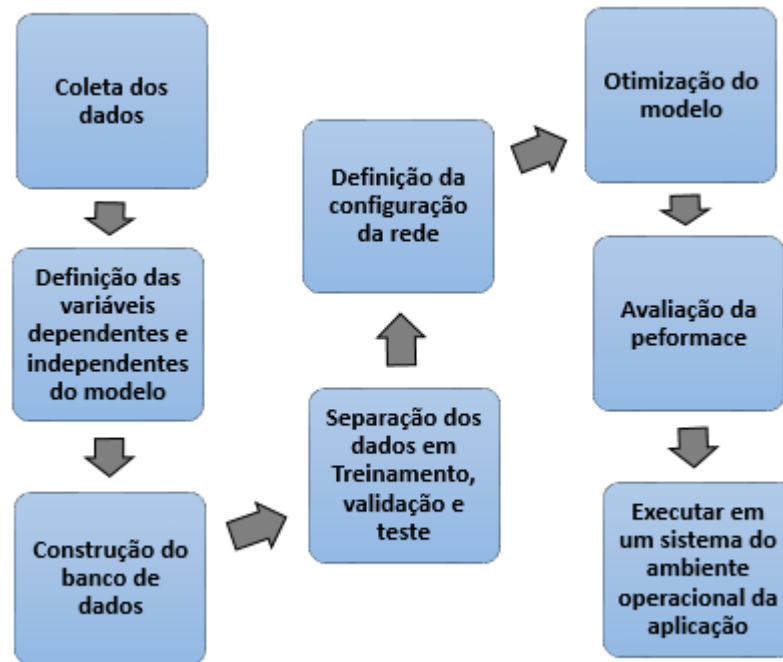 Coleta dos
dados
Definição das
variáveis
dependentes e
independentes
do modelo
Construção do
banco de
dados
Separação dos
dados em
Treinamento,
validação e
teste
Definição da
configuração
da rede
Otimização do
modelo
Avaliação da
peformace
Executar em
um sistema do
ambiente
operacional da
aplicação